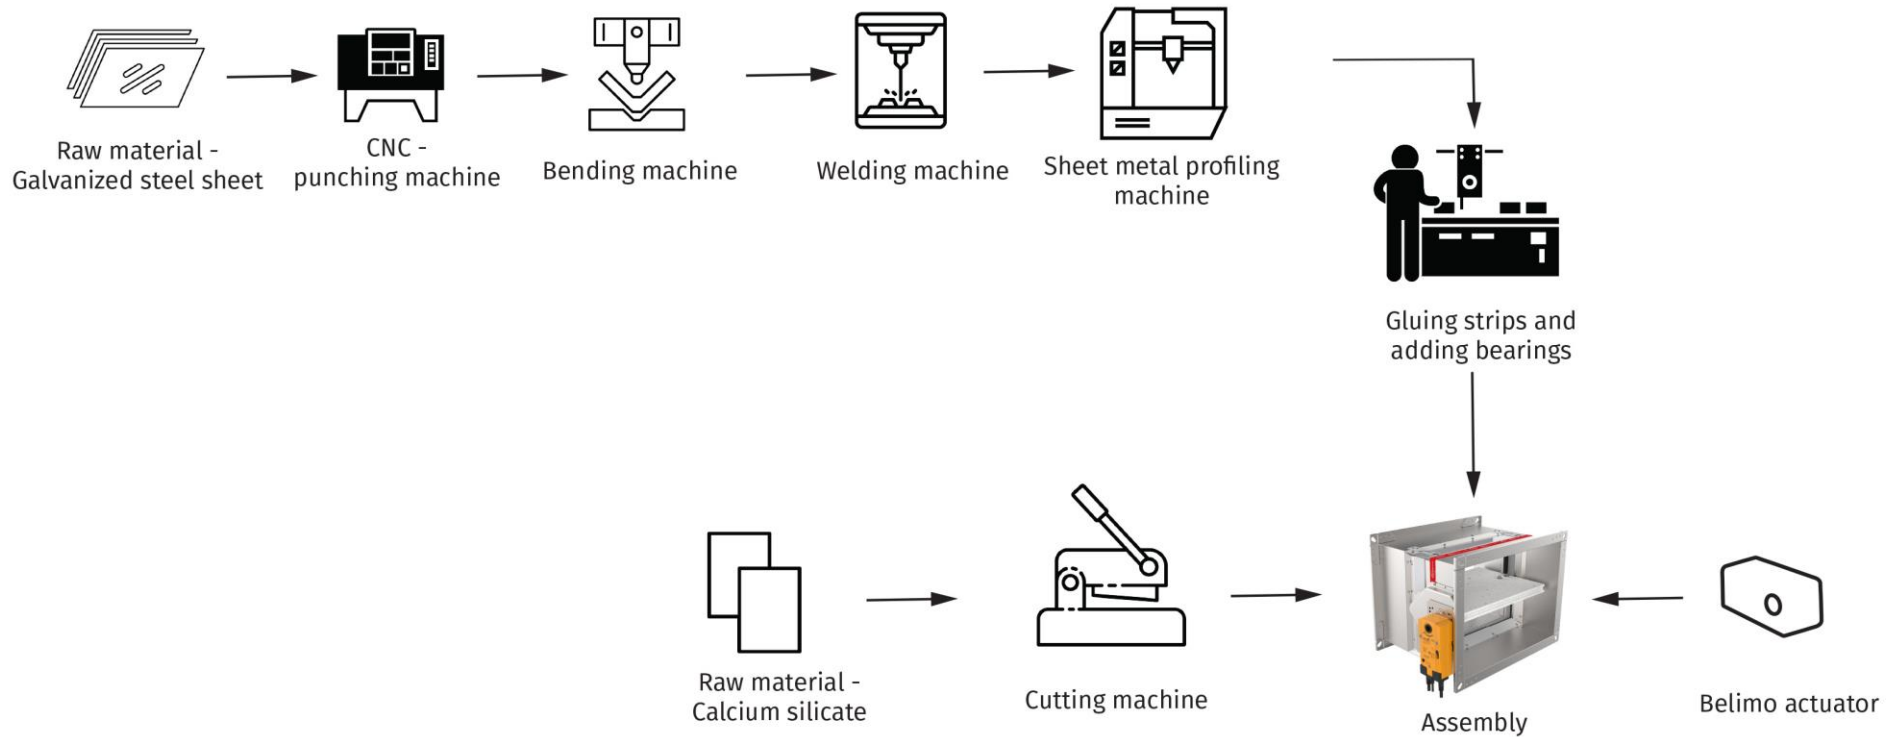 Raw material -
Galvanized steel sheet
CNC -
punching machine
Bending machine
Welding machine
Sheet metal profiling
machine
Gluing strips and
adding bearings
Raw material -
Calcium silicate
Cutting machine
Assembly
Belimo actuator